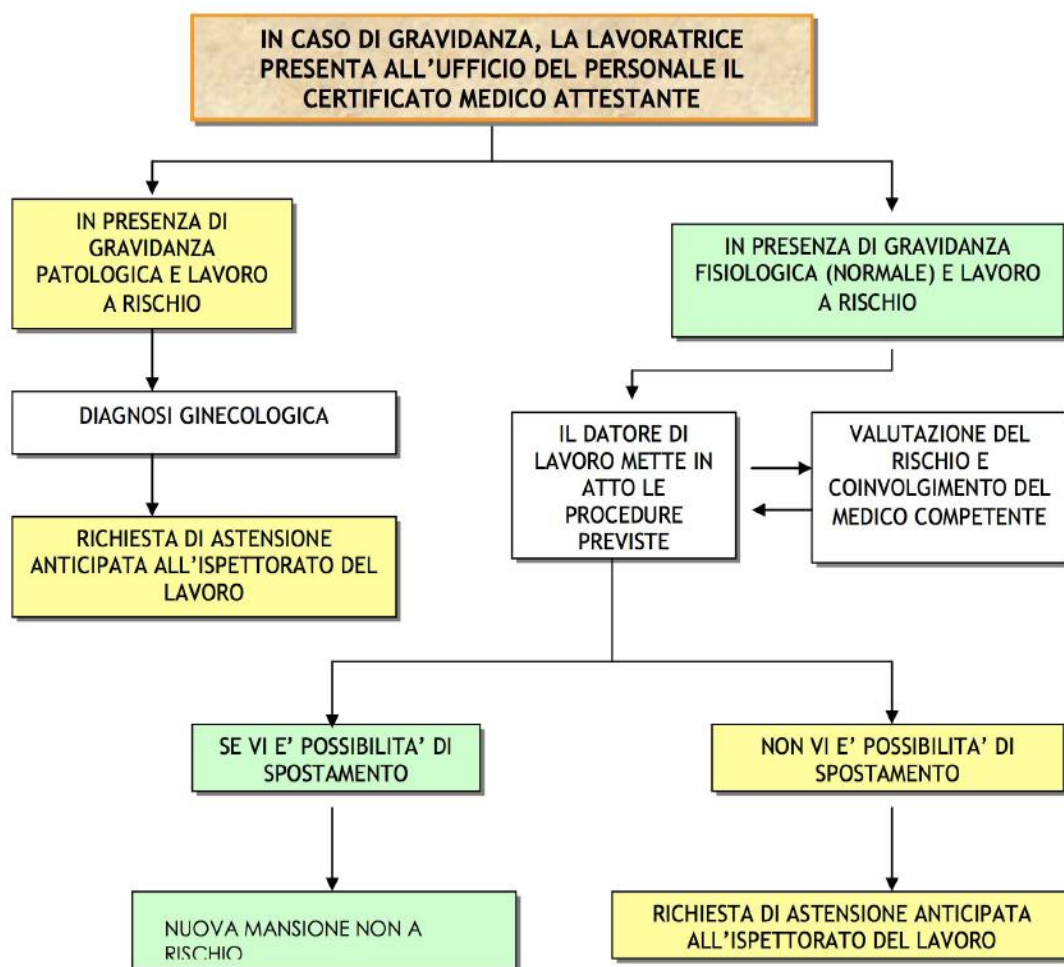 IN CASO DI GRAVIDANZA, LA LAVORATRICE
PRESENTA ALL'UFFICIO DEL PERSONALE IL
CERTIFICATO MEDICO ATTESTANTE
IN PRESENZA DI
GRAVIDANZA
PATOLOGICA E LAVORO
A RISCHIO
IN PRESENZA DI GRAVIDANZA
FISIOLOGICA (NORMALE) E LAVORO
A RISCHIO
DIAGNOSI GINECOLOGICA
IL DATORE DI
LAVORO METTE IN
ATTO LE
PROCEDURE
PREVISTE
VALUTAZIONE DEL
RISCHIO E
COINVOLGIMENTO DEL
MEDICO COMPETENTE
RICHIESTA DI ASTENSIONE
ANTICIPATA ALL'ISPETTORATO DEL
LAVORO
SE VI E' POSSIBILITA' DI
SPOSTAMENTO
NON VI E' POSSIBILITA' DI
SPOSTAMENTO
NUOVA MANSIONE NON A
RISCHIO
RICHIESTA DI ASTENSIONE ANTICIPATA
ALL'ISPETTORATO DEL LAVORO